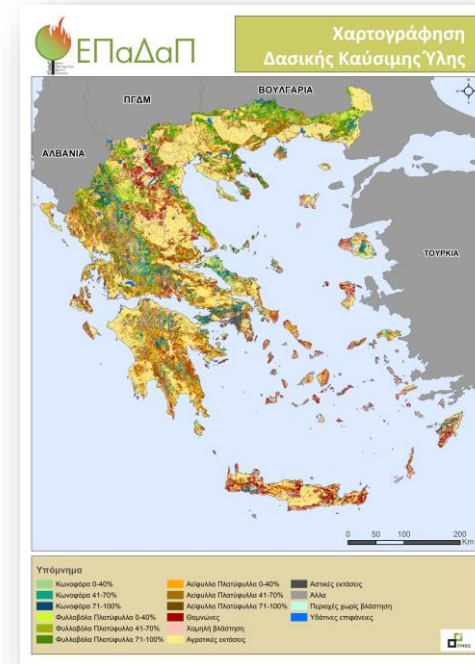 ΕΠαΔαΠ
Χαρτογράφηση
Δασικής Καύσιμης Ύλης
ΒΟΥΛΓΑΡΙΑ
ΠΓΔΜ
ΑΛΒΑΝΙΑ
ΤΟΥΡΚΙΑ
0 50 100 200
Km
Υπόμνημα
Κωνοφόρα 0-40%
Κωνοφόρα 41-70%
Κωνοφόρα 71-100%
Φυλλοβόλα Πλατύφυλλα 0-40%
Φυλλοβόλα Πλατύφυλλα 41-70%
Φυλλοβόλα Πλατύφυλλα 71-100%
Αείφυλλα Πλατύφυλλα 0-40%
Αείφυλλα Πλατύφυλλα 41-70%
Αείφυλλα Πλατύφυλλα 71-100%
Θαμνώνες
Χαμηλή βλάστηση
Αγροτικές εκτάσεις
Αστικές εκτάσεις
Άλλα
Περιοχές χωρίς βλάστηση
Υδάτινες επιφάνειες